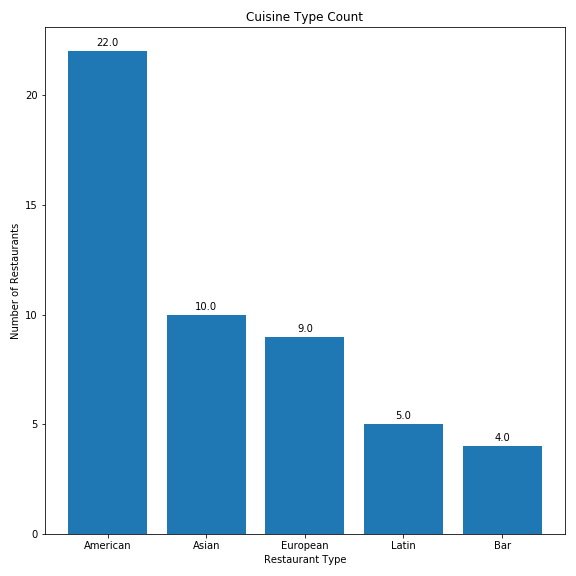 Cuisine Type Count
22.0
20
15
10.0
10
9.0
5.0
5
4.0
0
American Asian European Latin Bar
Restaurant Type
Number of Restaurants